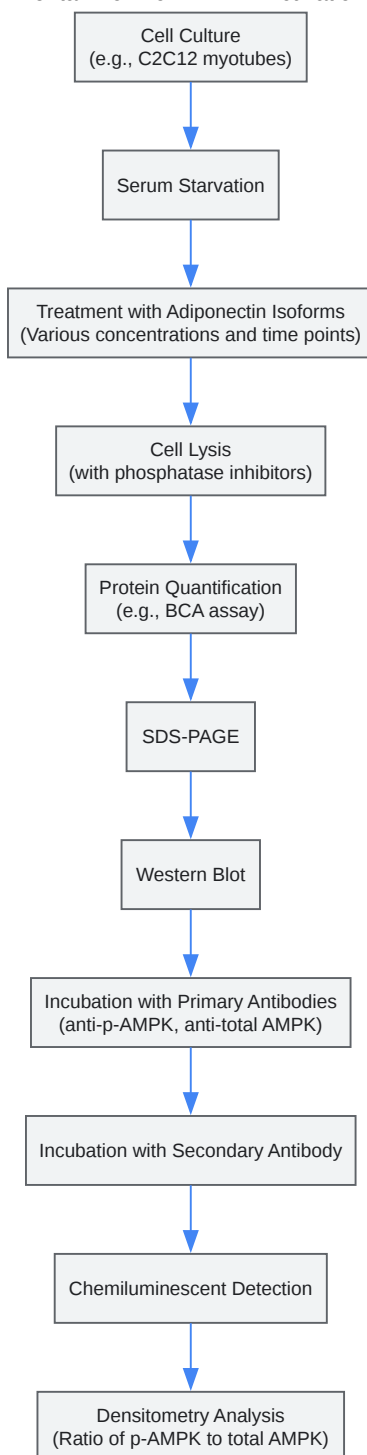 Cell Culture
(e.g., C2C12 myotubes)
Serum Starvation
Treatment with Adiponectin Isoforms
(Various concentrations and time points)
Cell Lysis
(with phosphatase inhibitors)
Protein Quantification
(e.g., BCA assay)
SDS-PAGE
Western Blot
Incubation with Primary Antibodies
(anti-p-AMPK, anti-total AMPK)
Incubation with Secondary Antibody
Chemiluminescent Detection
Densitometry Analysis
(Ratio of p-AMPK to total AMPK)